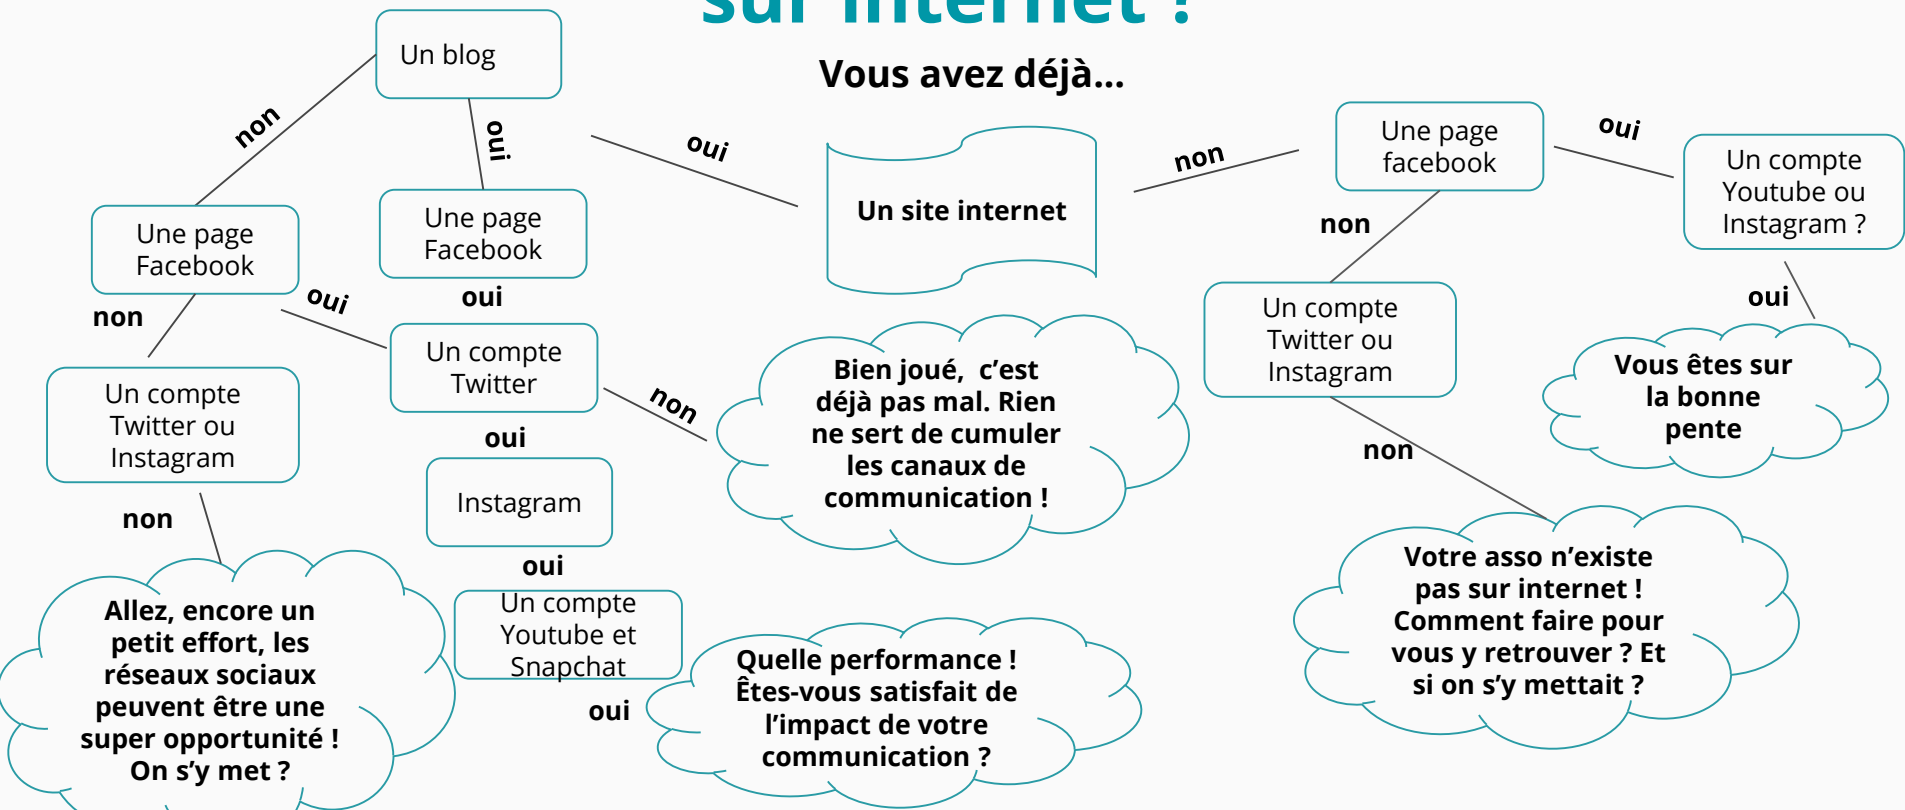 sur internet ?
Vous avez déjà...
Un site internet
oui
Un blog
non
Une page
Facebook
non
Un compte
Twitter ou
Instagram
non
Allez, encore un
petit effort, les
réseaux sociaux
peuvent être une
super opportunité !
On s’y met ?
oui
oui
Une page
Facebook
oui
Un compte
Twitter
non
Bien joué,  c’est
déjà pas mal. Rien
ne sert de cumuler
les canaux de
communication !
oui
Instagram
oui
Un compte
Youtube et
Snapchat
oui
Quelle performance !
Êtes-vous satisfait de
l’impact de votre
communication ?
non
Une page
facebook
oui
Un compte
Youtube ou
Instagram ?
oui
Vous êtes sur
la bonne
pente
non
Un compte
Twitter ou
Instagram
non
Votre asso n’existe
pas sur internet !
Comment faire pour
vous y retrouver ? Et
si on s’y mettait ?